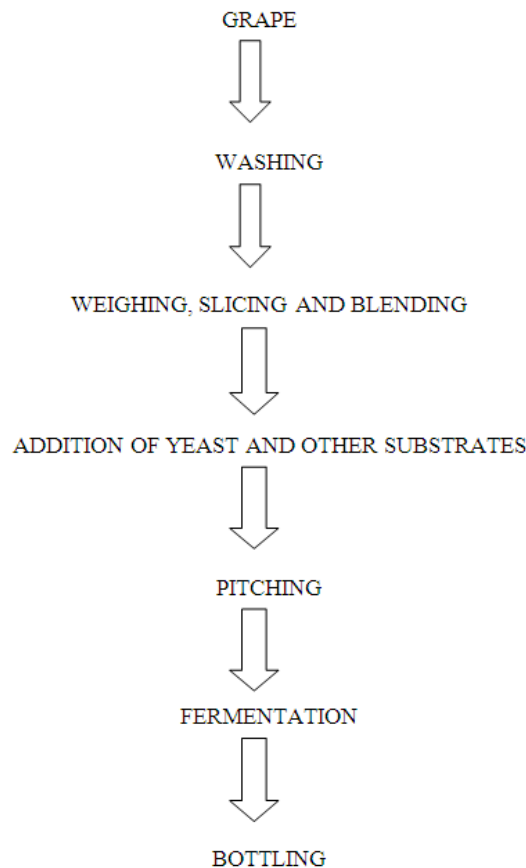 GRAPE
WASHING
WEIGHING, SLICING AND BLENDING
ADDITION OF YEAST AND OTHER SUBSTRATES
PITCHING
FERMENTATION
BOTTLING